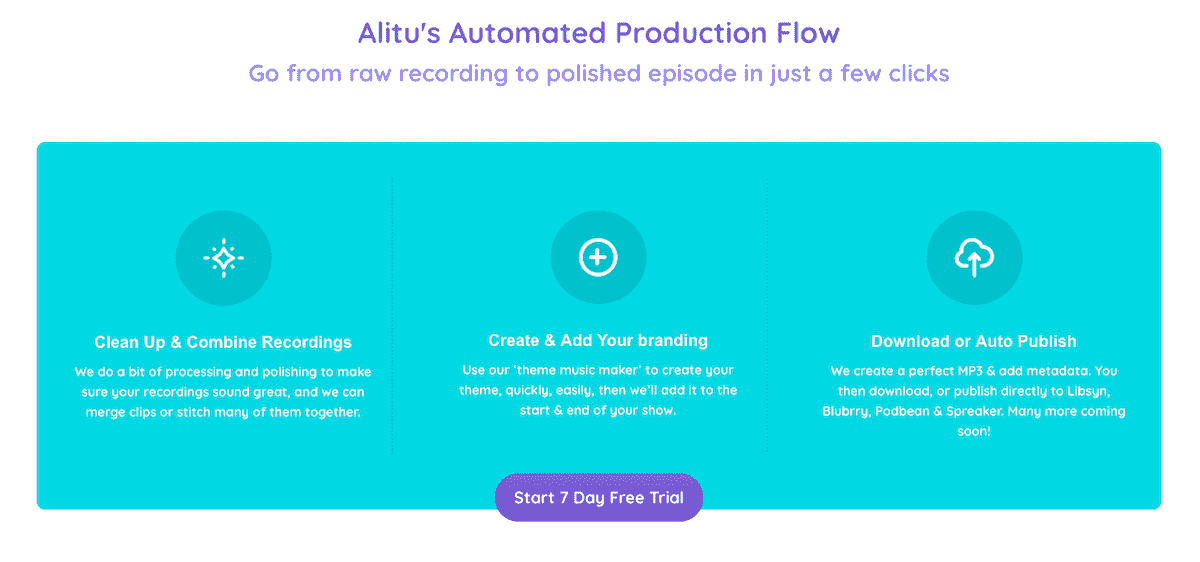 Alitu's Automated Production Flow
Go from raw recording to polished episode in just a few clicks
Clean Up & Combine Recordings
We do a bit of processing and polishing to make
sure your recordings sound great, and we can
merge clips or stitch many of them together.
Create & Add Your branding
Use our ‘theme music maker’ to create your
theme, quickly, easily, then we’ll add it to the
start & end of your show.
Download or Auto Publish
We create a perfect MP3 & add metadata. You
then download, or publish directly to Libsyn,
Blubrry, Podbean & Spreaker. Many more coming
soon!
Start 7 Day Free Trial